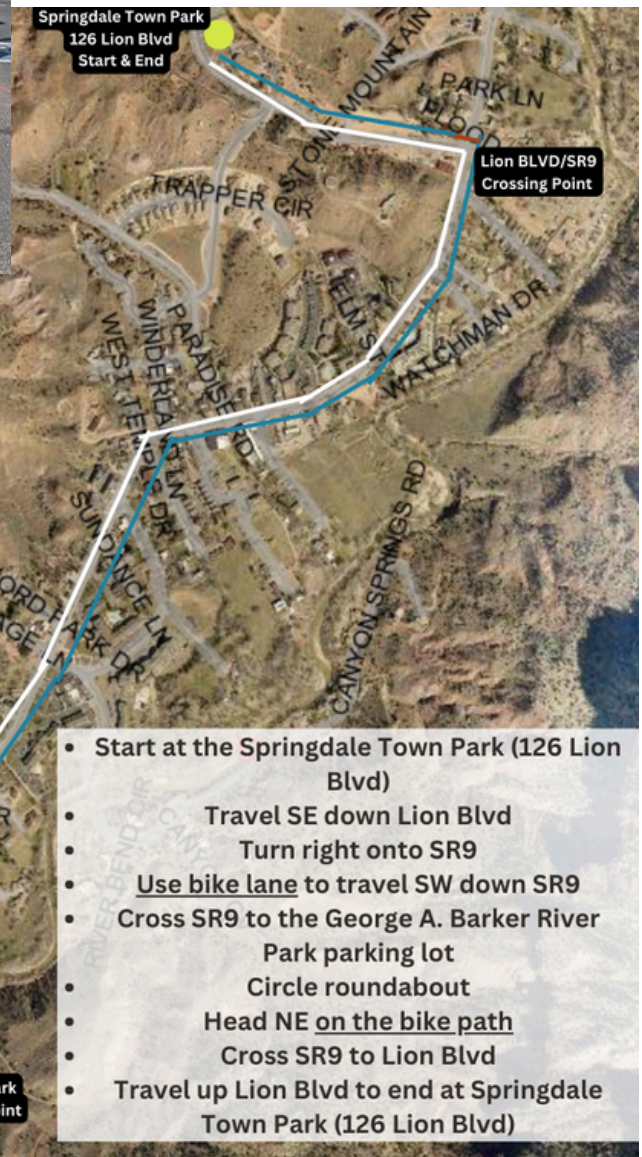 Springdale Town Park
126 Lion Blvd
Start & End
STONE MOUNTAIN
PARK LN
FLOOD
Lion BLVD/SR9
Crossing Point
TRAPPER CIR
ELM ST
WATCHMAN DR
PARADISE RD
WINDERLAND LN
WEST TEMPLE DR
SUNDANCE LN
CANYON SPRINGS RD
ORD PARK DR
AGE LN
R
RIVER BEND CIR
• Start at the Springdale Town Park (126 Lion
Blvd)
• Travel SE down Lion Blvd
• Turn right onto SR9
• Use bike lane to travel SW down SR9
• Cross SR9 to the George A. Barker River
Park parking lot
• Circle roundabout
• Head NE on the bike path
• Cross SR9 to Lion Blvd
• Travel up Lion Blvd to end at Springdale
Town Park (126 Lion Blvd)
ark
int